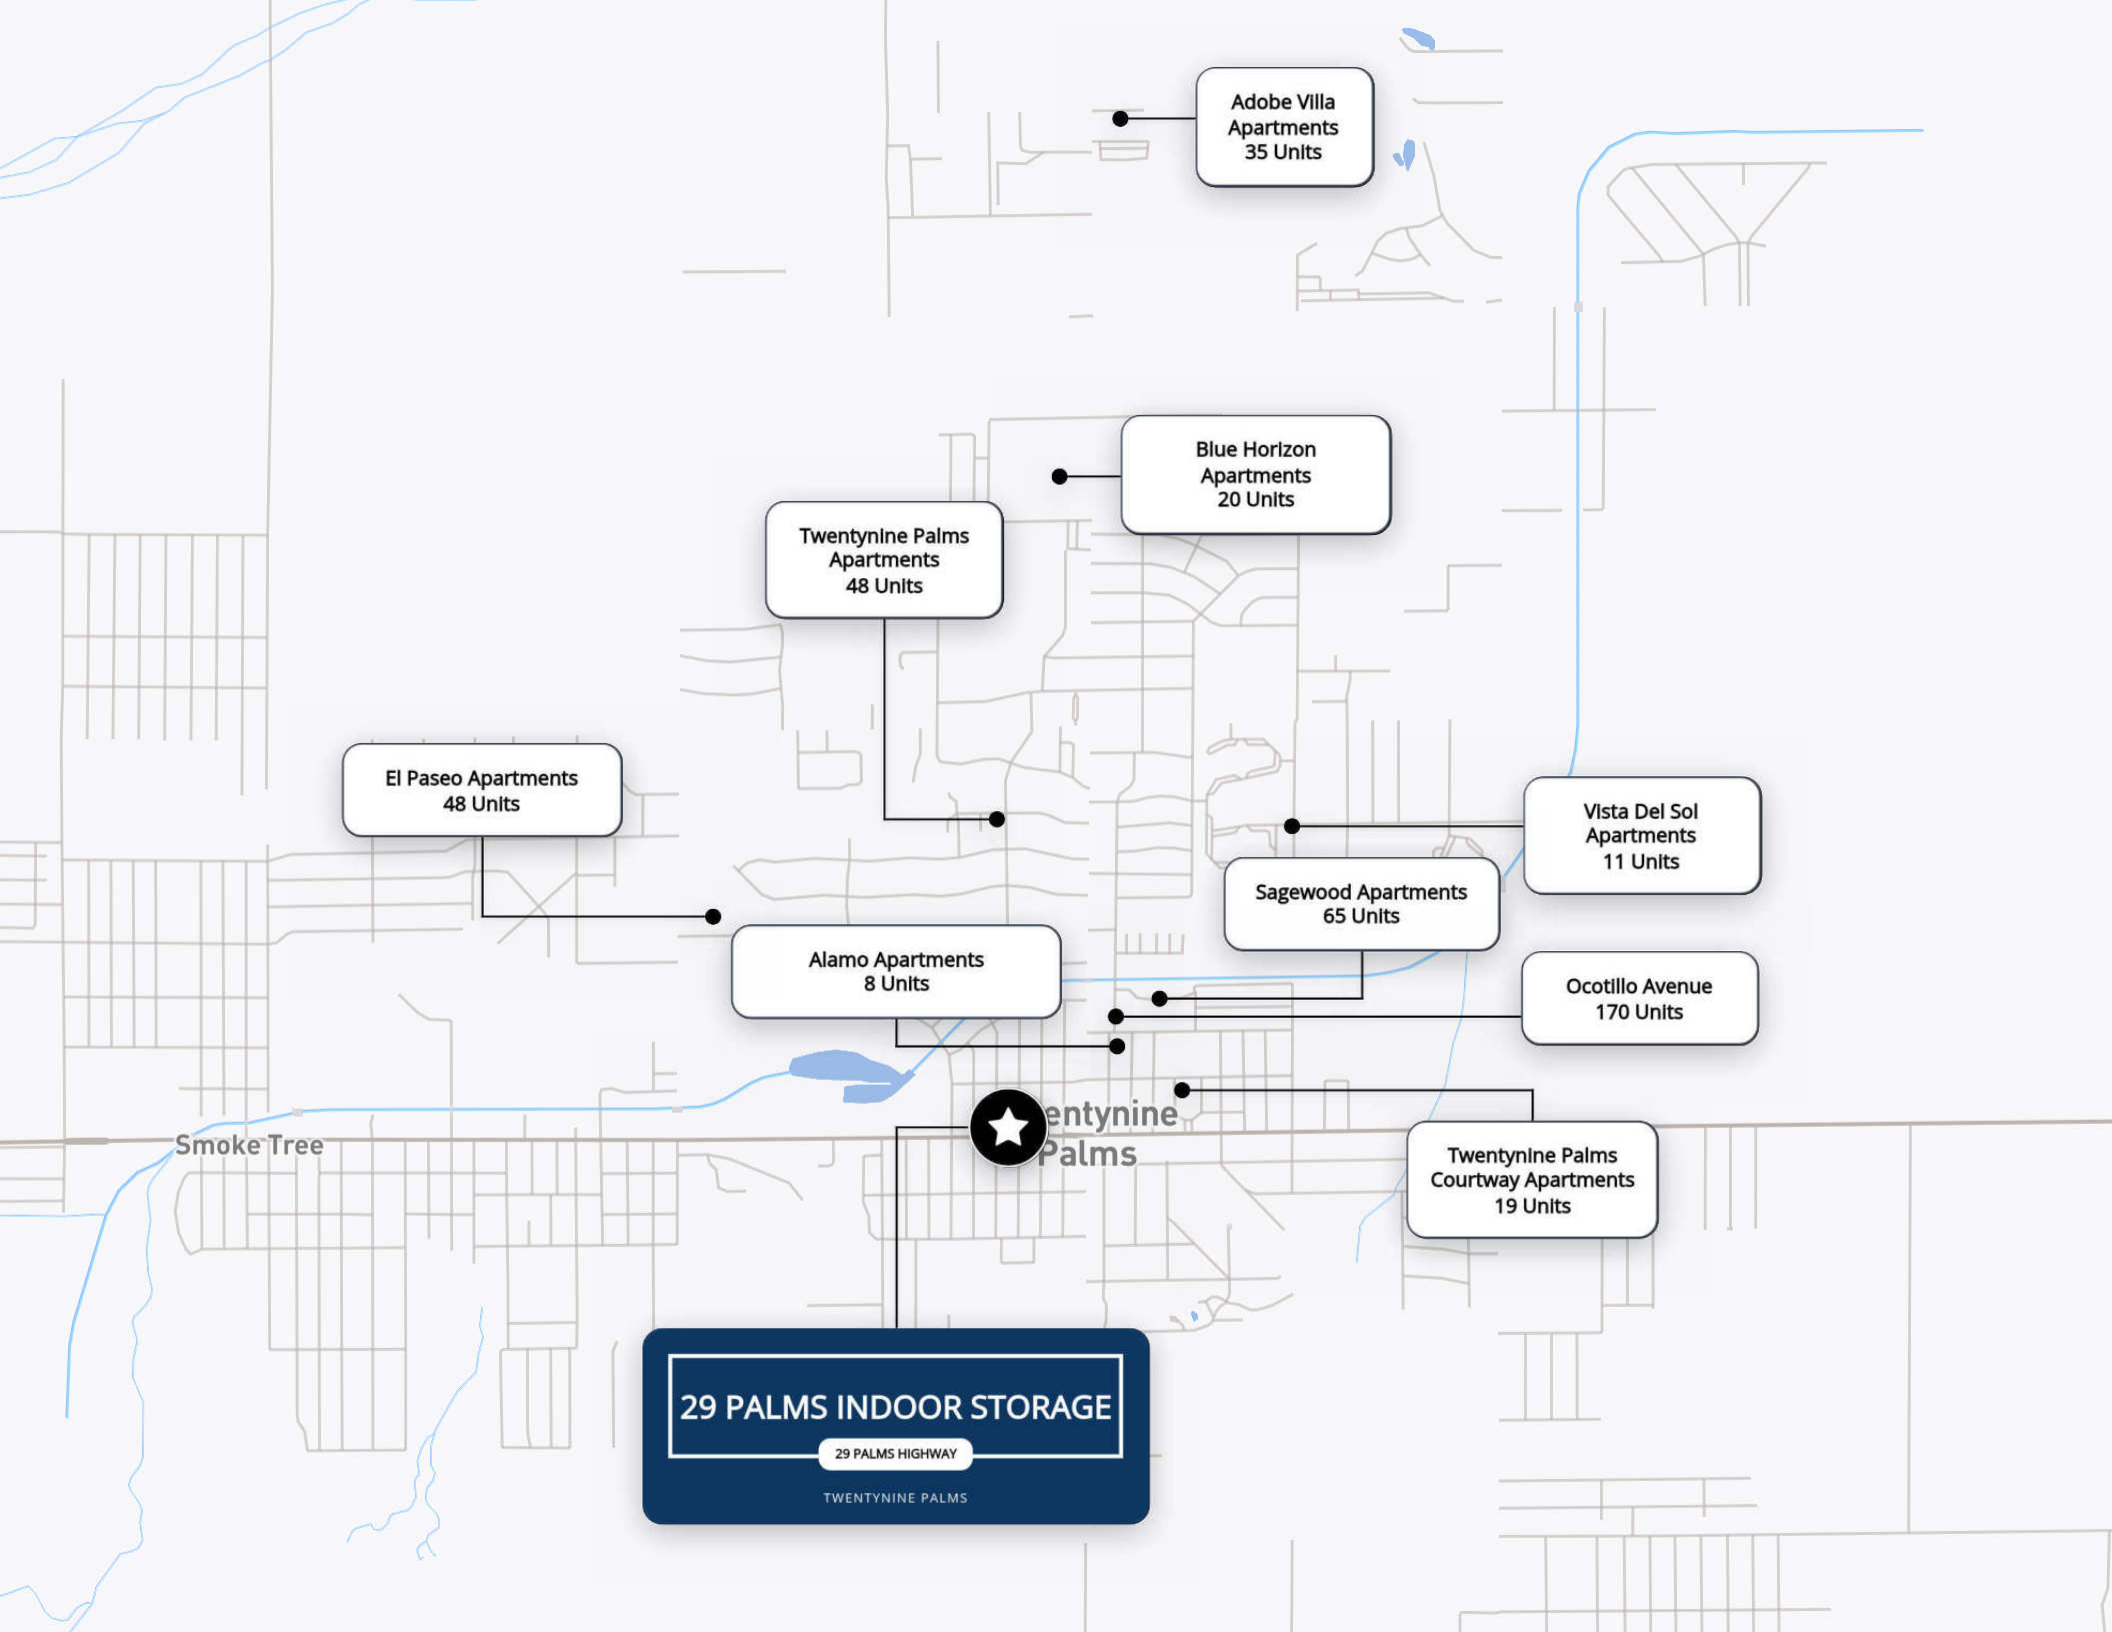 Adobe Villa
Apartments
35 Units
Blue Horizon
Apartments
20 Units
Twentynine Palms
Apartments
48 Units
El Paseo Apartments
48 Units
Vista Del Sol
Apartments
11 Units
Sagewood Apartments
65 Units
Alamo Apartments
8 Units
Ocotillo Avenue
170 Units
entynine
Palms
Smoke Tree
Twentynine Palms
Courtway Apartments
19 Units
29 PALMS INDOOR STORAGE
29 PALMS HIGHWAY
TWENTYNINE PALMS